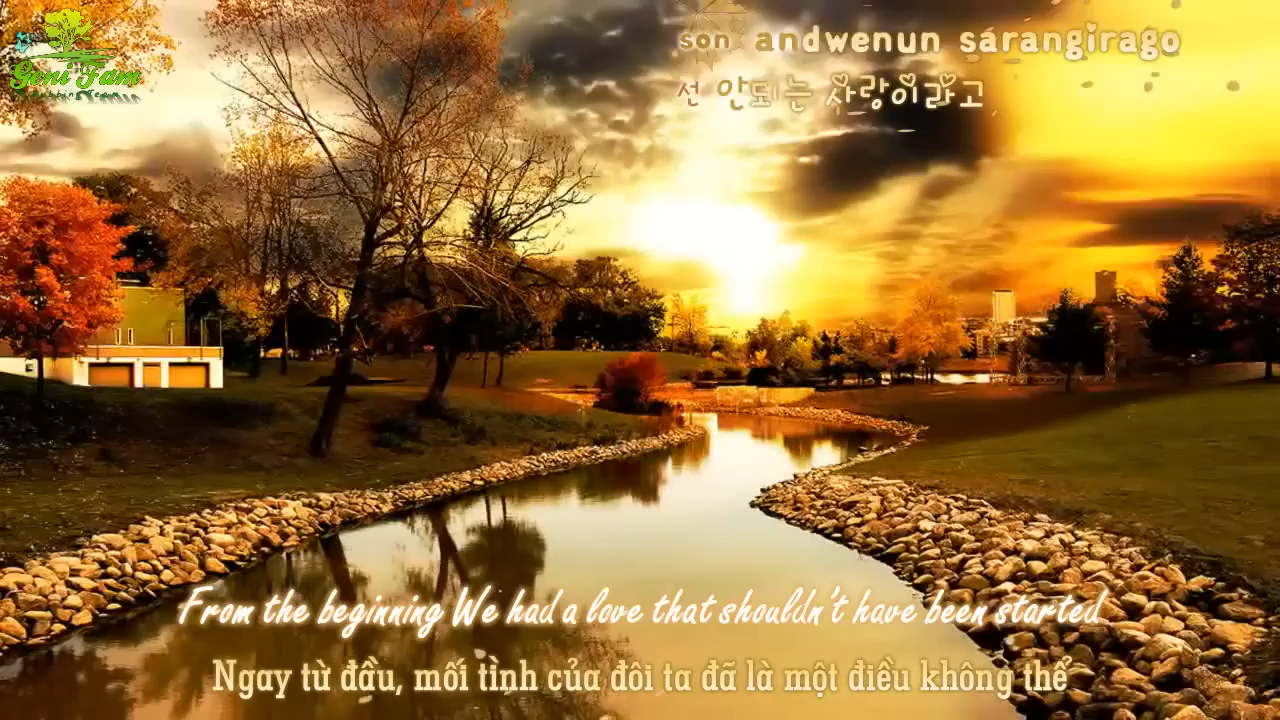 Geni Fam
son andwenun sarangirago
선 안되는 사랑이라고
From the beginning We had a love that shouldn't have been started
Ngay từ đầu, mối tình của đôi ta đã là một điều không thể